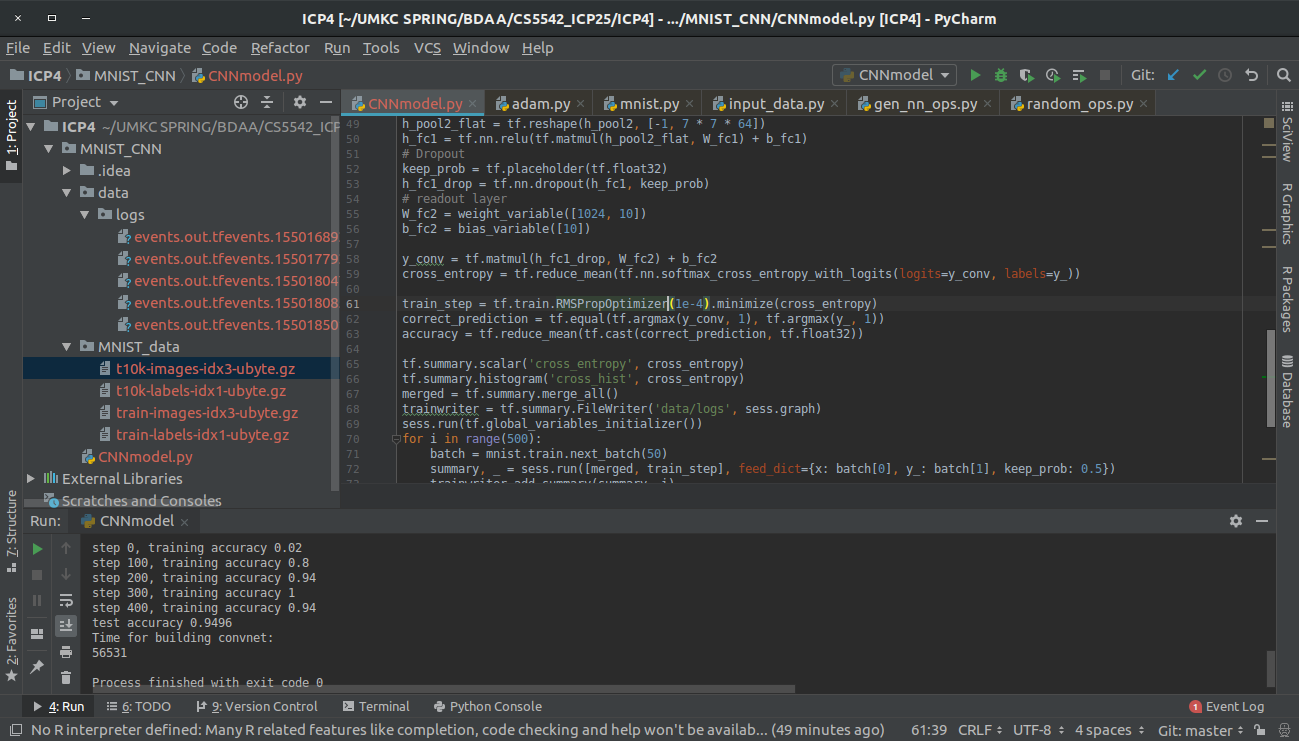 ICP4 [~/UMKC SPRING/BDAA/CS5542_ICP25/ICP4] - .../MNIST_CNN/CNNmodel.py [ICP4] - PyCharm
File Edit View Navigate Code Refactor Run Tools VCS Window Help
ICP4 MNIST_CNN CNNmodel.py CNNmodel Git:
Project
CNNmodel.py adam.py mnist.py input_data.py gen_nn_ops.py random_ops.py
1: Project
ICP4 ~/UMKC SPRING/BDAA/CS5542_ICP
MNIST_CNN
.idea
data
logs
events.out.tfevents.1550168
events.out.tfevents.15501779
events.out.tfevents.1550180
events.out.tfevents.15501808
events.out.tfevents.15501850
MNIST_data
t10k-images-idx3-ubyte.gz
t10k-labels-idx1-ubyte.gz
train-images-idx3-ubyte.gz
train-labels-idx1-ubyte.gz
CNNmodel.py
External Libraries
Scratches and Consoles
49 h_pool2_flat = tf.reshape(h_pool2, [-1, 7 * 7 * 64])
50 h_fc1 = tf.nn.relu(tf.matmul(h_pool2_flat, W_fc1) + b_fc1)
51 # Dropout
52 keep_prob = tf.placeholder(tf.float32)
53 h_fc1_drop = tf.nn.dropout(h_fc1, keep_prob)
54 # readout layer
55 W_fc2 = weight_variable([1024, 10])
56 b_fc2 = bias_variable([10])
57
58 y_conv = tf.matmul(h_fc1_drop, W_fc2) + b_fc2
59 cross_entropy = tf.reduce_mean(tf.nn.softmax_cross_entropy_with_logits(logits=y_conv, labels=y_))
60
61 train_step = tf.train.RMSPropOptimizer(1e-4).minimize(cross_entropy)
62 correct_prediction = tf.equal(tf.argmax(y_conv, 1), tf.argmax(y_, 1))
63 accuracy = tf.reduce_mean(tf.cast(correct_prediction, tf.float32))
64
65 tf.summary.scalar('cross_entropy', cross_entropy)
66 tf.summary.histogram('cross_hist', cross_entropy)
67 merged = tf.summary.merge_all()
68 trainwriter = tf.summary.FileWriter('data/logs', sess.graph)
69 sess.run(tf.global_variables_initializer())
70 for i in range(500):
71 batch = mnist.train.next_batch(50)
72 summary, _ = sess.run([merged, train_step], feed_dict={x: batch[0], y_: batch[1], keep_prob: 0.5})
trainwriter.add_summary(summary, i)
SciView
R Graphics
R Packages
Database
7: Structure
2: Favorites
Run: CNNmodel
step 0, training accuracy 0.02
step 100, training accuracy 0.8
step 200, training accuracy 0.94
step 300, training accuracy 1
step 400, training accuracy 0.94
test accuracy 0.9496
Time for building convnet:
56531
Process finished with exit code 0
4: Run 6: TODO 9: Version Control Terminal Python Console 1 Event Log
No R interpreter defined: Many R related features like completion, code checking and help won't be availab... (49 minutes ago) 61:39 CRLF UTF-8 4 spaces Git: master